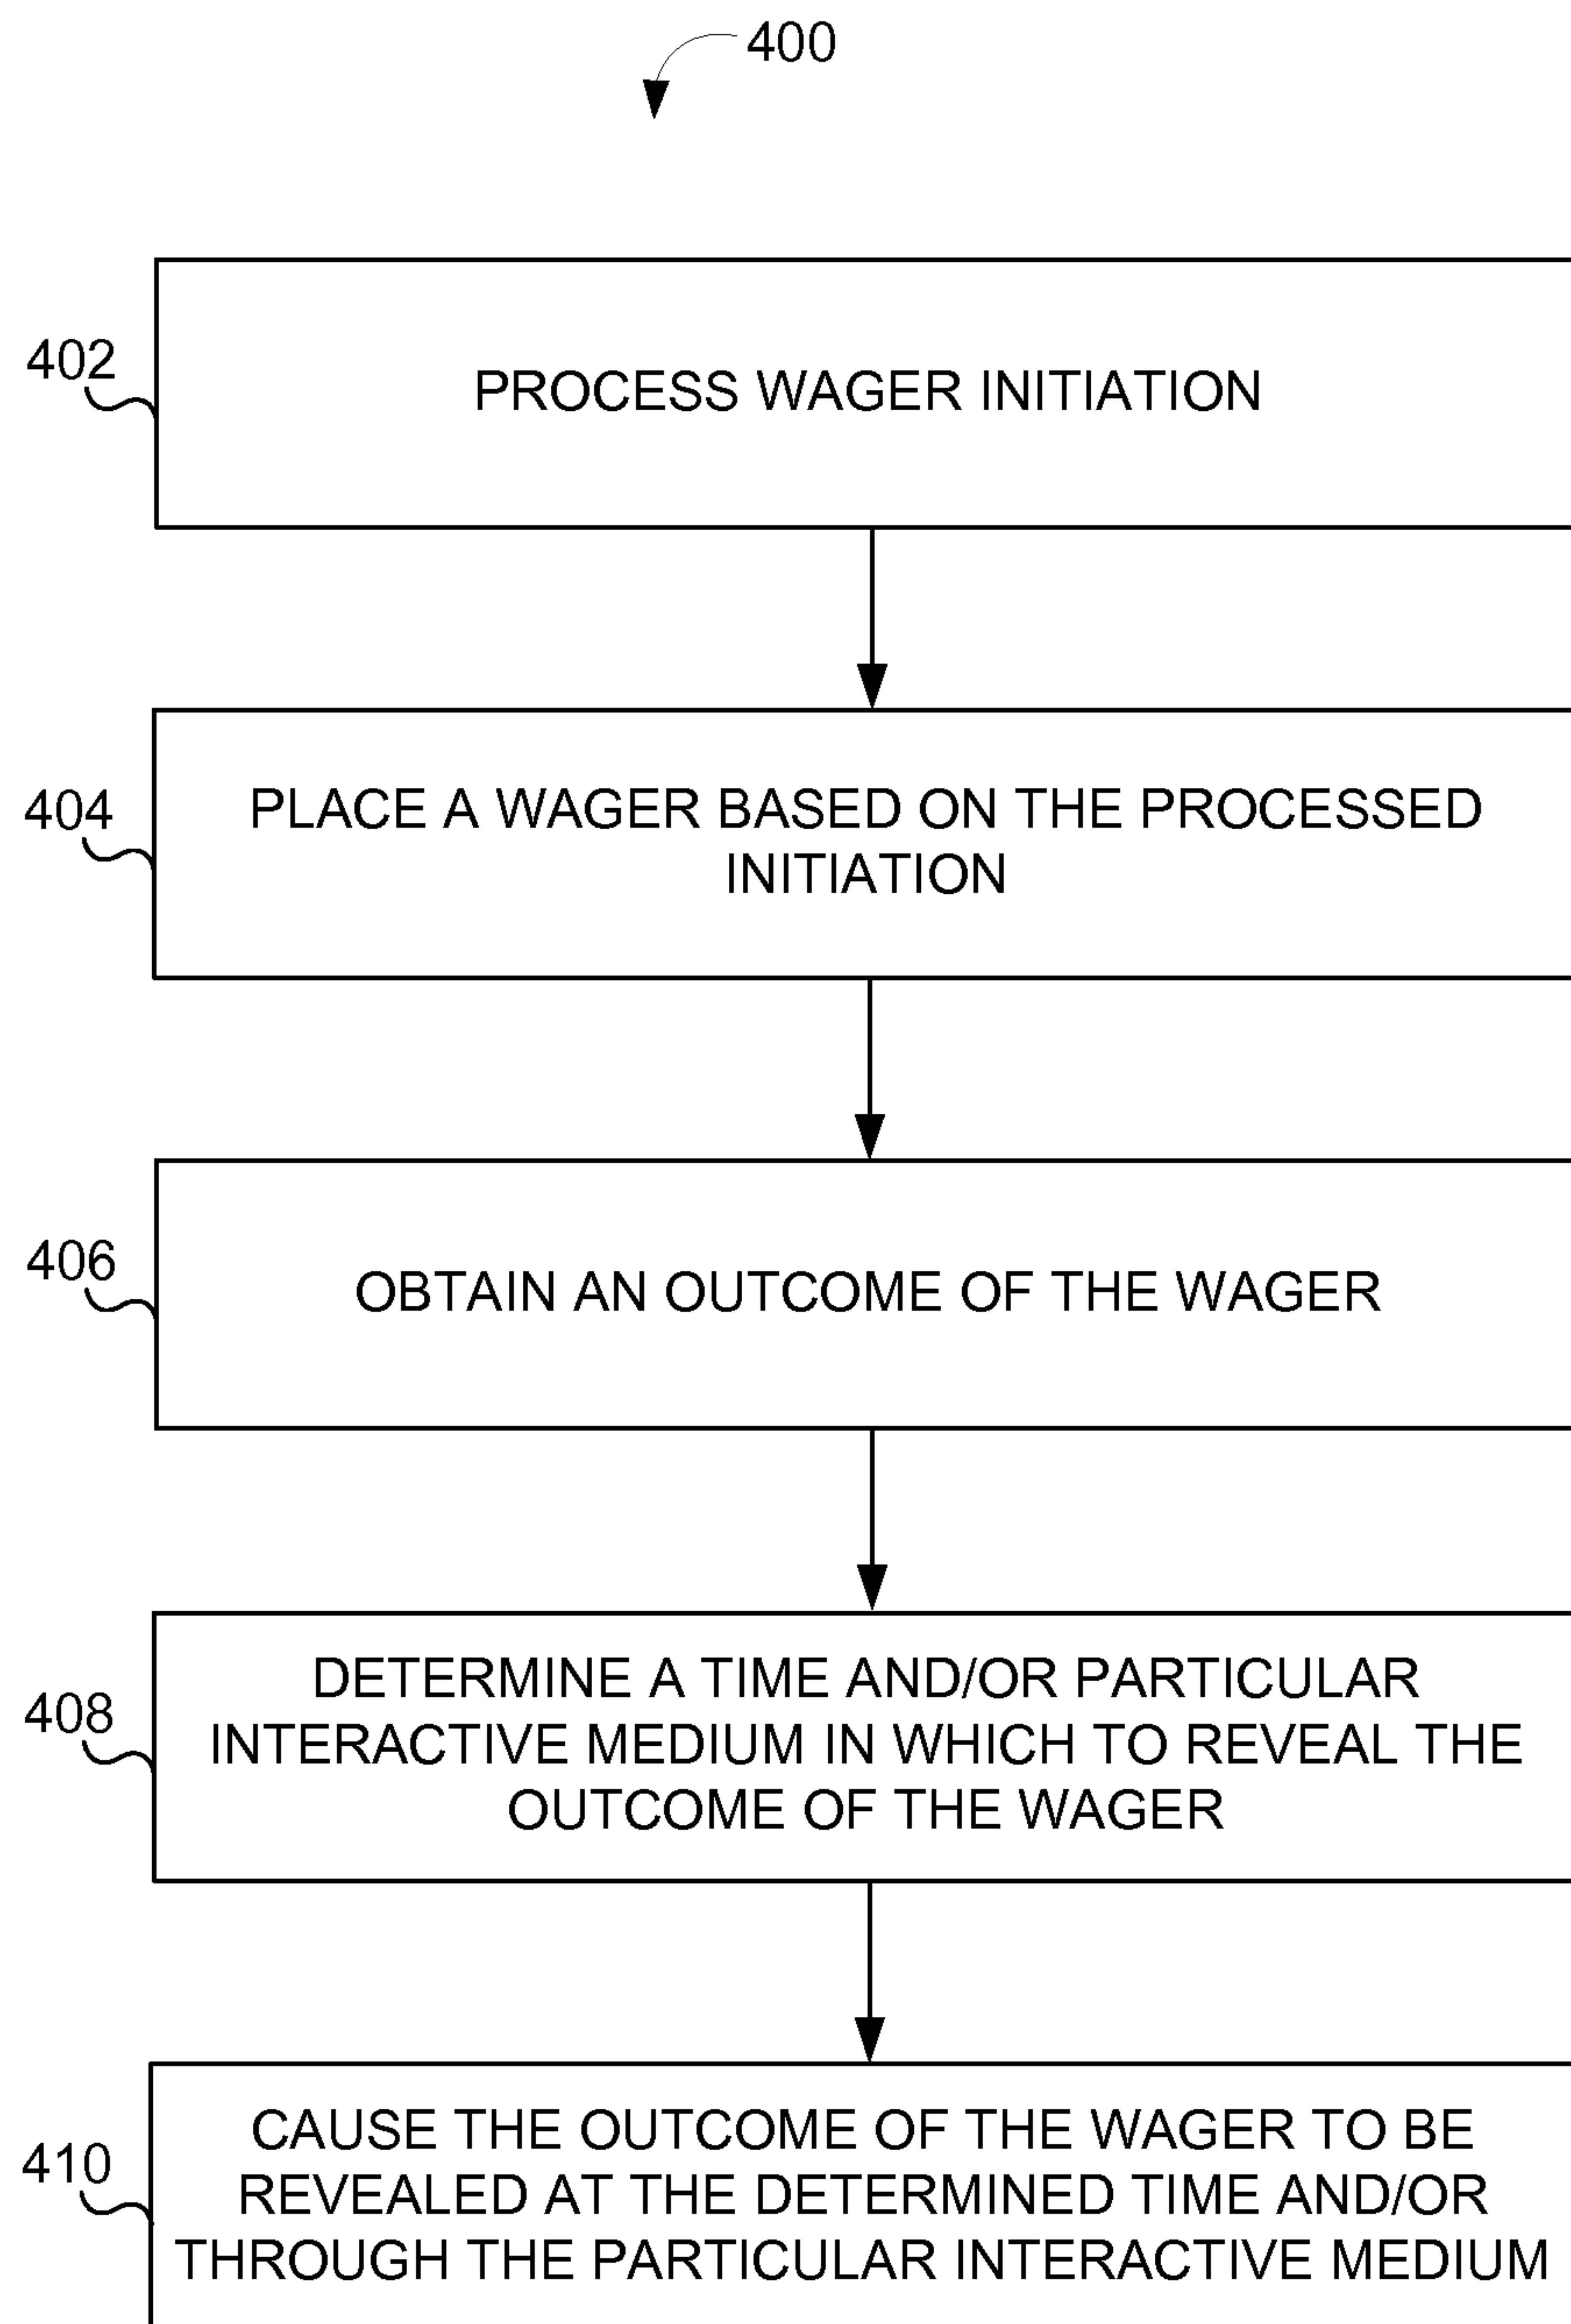 400
402
PROCESS WAGER INITIATION
404
PLACE A WAGER BASED ON THE PROCESSED
INITIATION
406
OBTAIN AN OUTCOME OF THE WAGER
408
DETERMINE A TIME AND/OR PARTICULAR
INTERACTIVE MEDIUM IN WHICH TO REVEAL THE
OUTCOME OF THE WAGER
410
CAUSE THE OUTCOME OF THE WAGER TO BE
REVEALED AT THE DETERMINED TIME AND/OR
THROUGH THE PARTICULAR INTERACTIVE MEDIUM